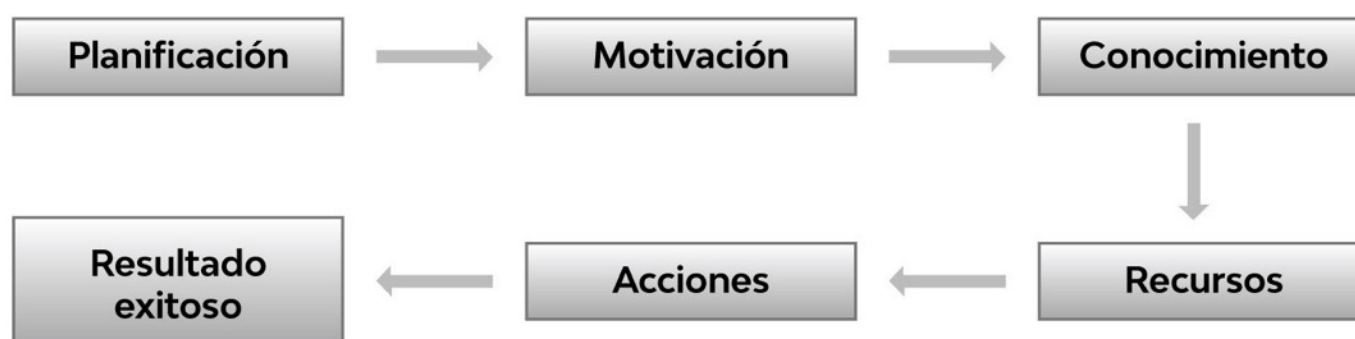 Planificación
Motivación
Conocimiento
Recursos
Acciones
Resultado
exitoso